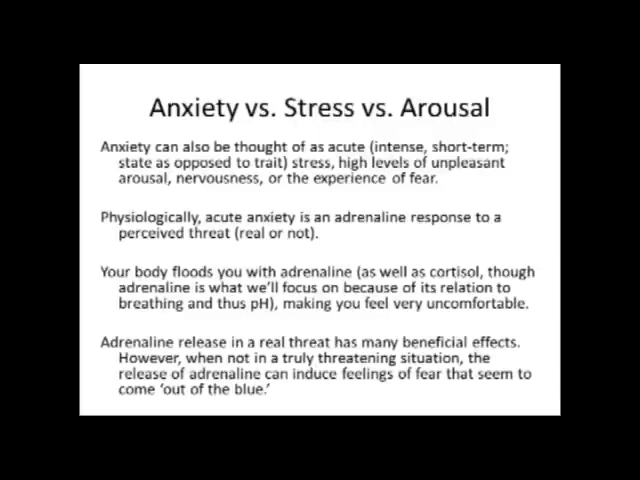 Anxiety vs. Stress vs. Arousal
Anxiety can also be thought of as acute (intense, short-term;
state as opposed to trait) stress, high levels of unpleasant
arousal, nervousness, or the experience of fear.
Physiologically, acute anxiety is an adrenaline response to a
perceived threat (real or not).
Your body floods you with adrenaline (as well as cortisol, though
adrenaline is what we'll focus on because of its relation to
breathing and thus pH), making you feel very uncomfortable.
Adrenaline release in a real threat has many beneficial effects.
However, when not in a truly threatening situation, the
release of adrenaline can induce feelings of fear that seem to
come 'out of the blue.'